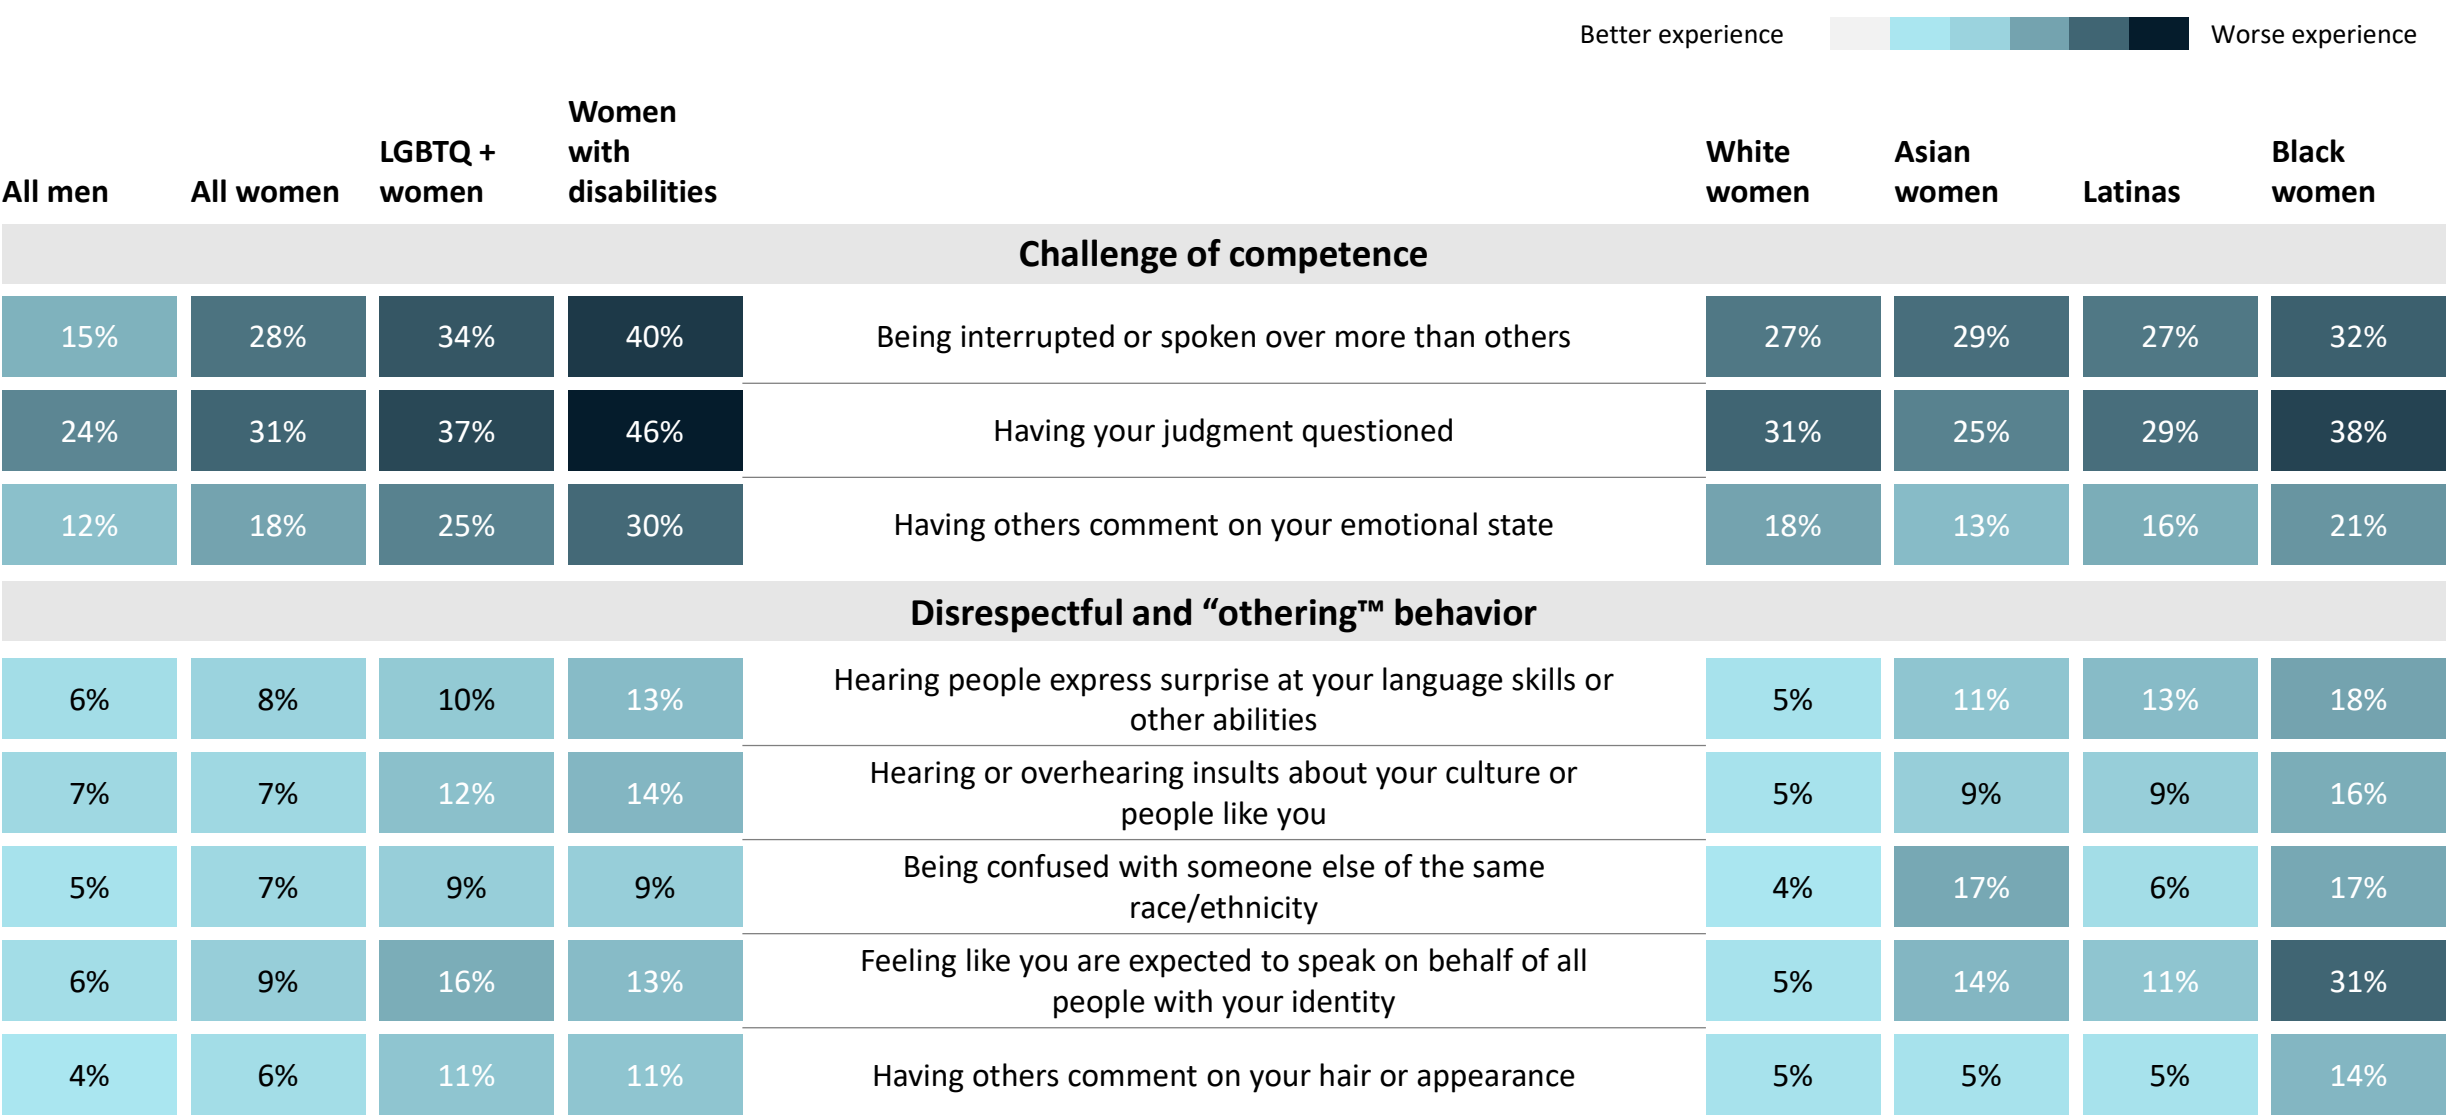 Better experience
Worse experience
Women
with
disabilities
LGBTQ +
women
All men
All women
White
women
Asian
women
Latinas
Black
women
Challenge of competence
15% 28% 34% 40% Being interrupted or spoken over more than others 27% 29% 27% 32%
24% 31% 37% 46% Having your judgment questioned 31% 25% 29% 38%
12% 18% 25% 30% Having others comment on your emotional state 18% 13% 16% 21%
Disrespectful and “othering™ behavior
6% 8% 10% 13% Hearing people express surprise at your language skills or
other abilities 5% 11% 13% 18%
7% 7% 12% 14% Hearing or overhearing insults about your culture or
people like you 5% 9% 9% 16%
5% 7% 9% 9% Being confused with someone else of the same
race/ethnicity 4% 17% 6% 17%
6% 9% 16% 13% Feeling like you are expected to speak on behalf of all
people with your identity 5% 14% 11% 31%
4% 6% 11% 11% Having others comment on your hair or appearance 5% 5% 5% 14%